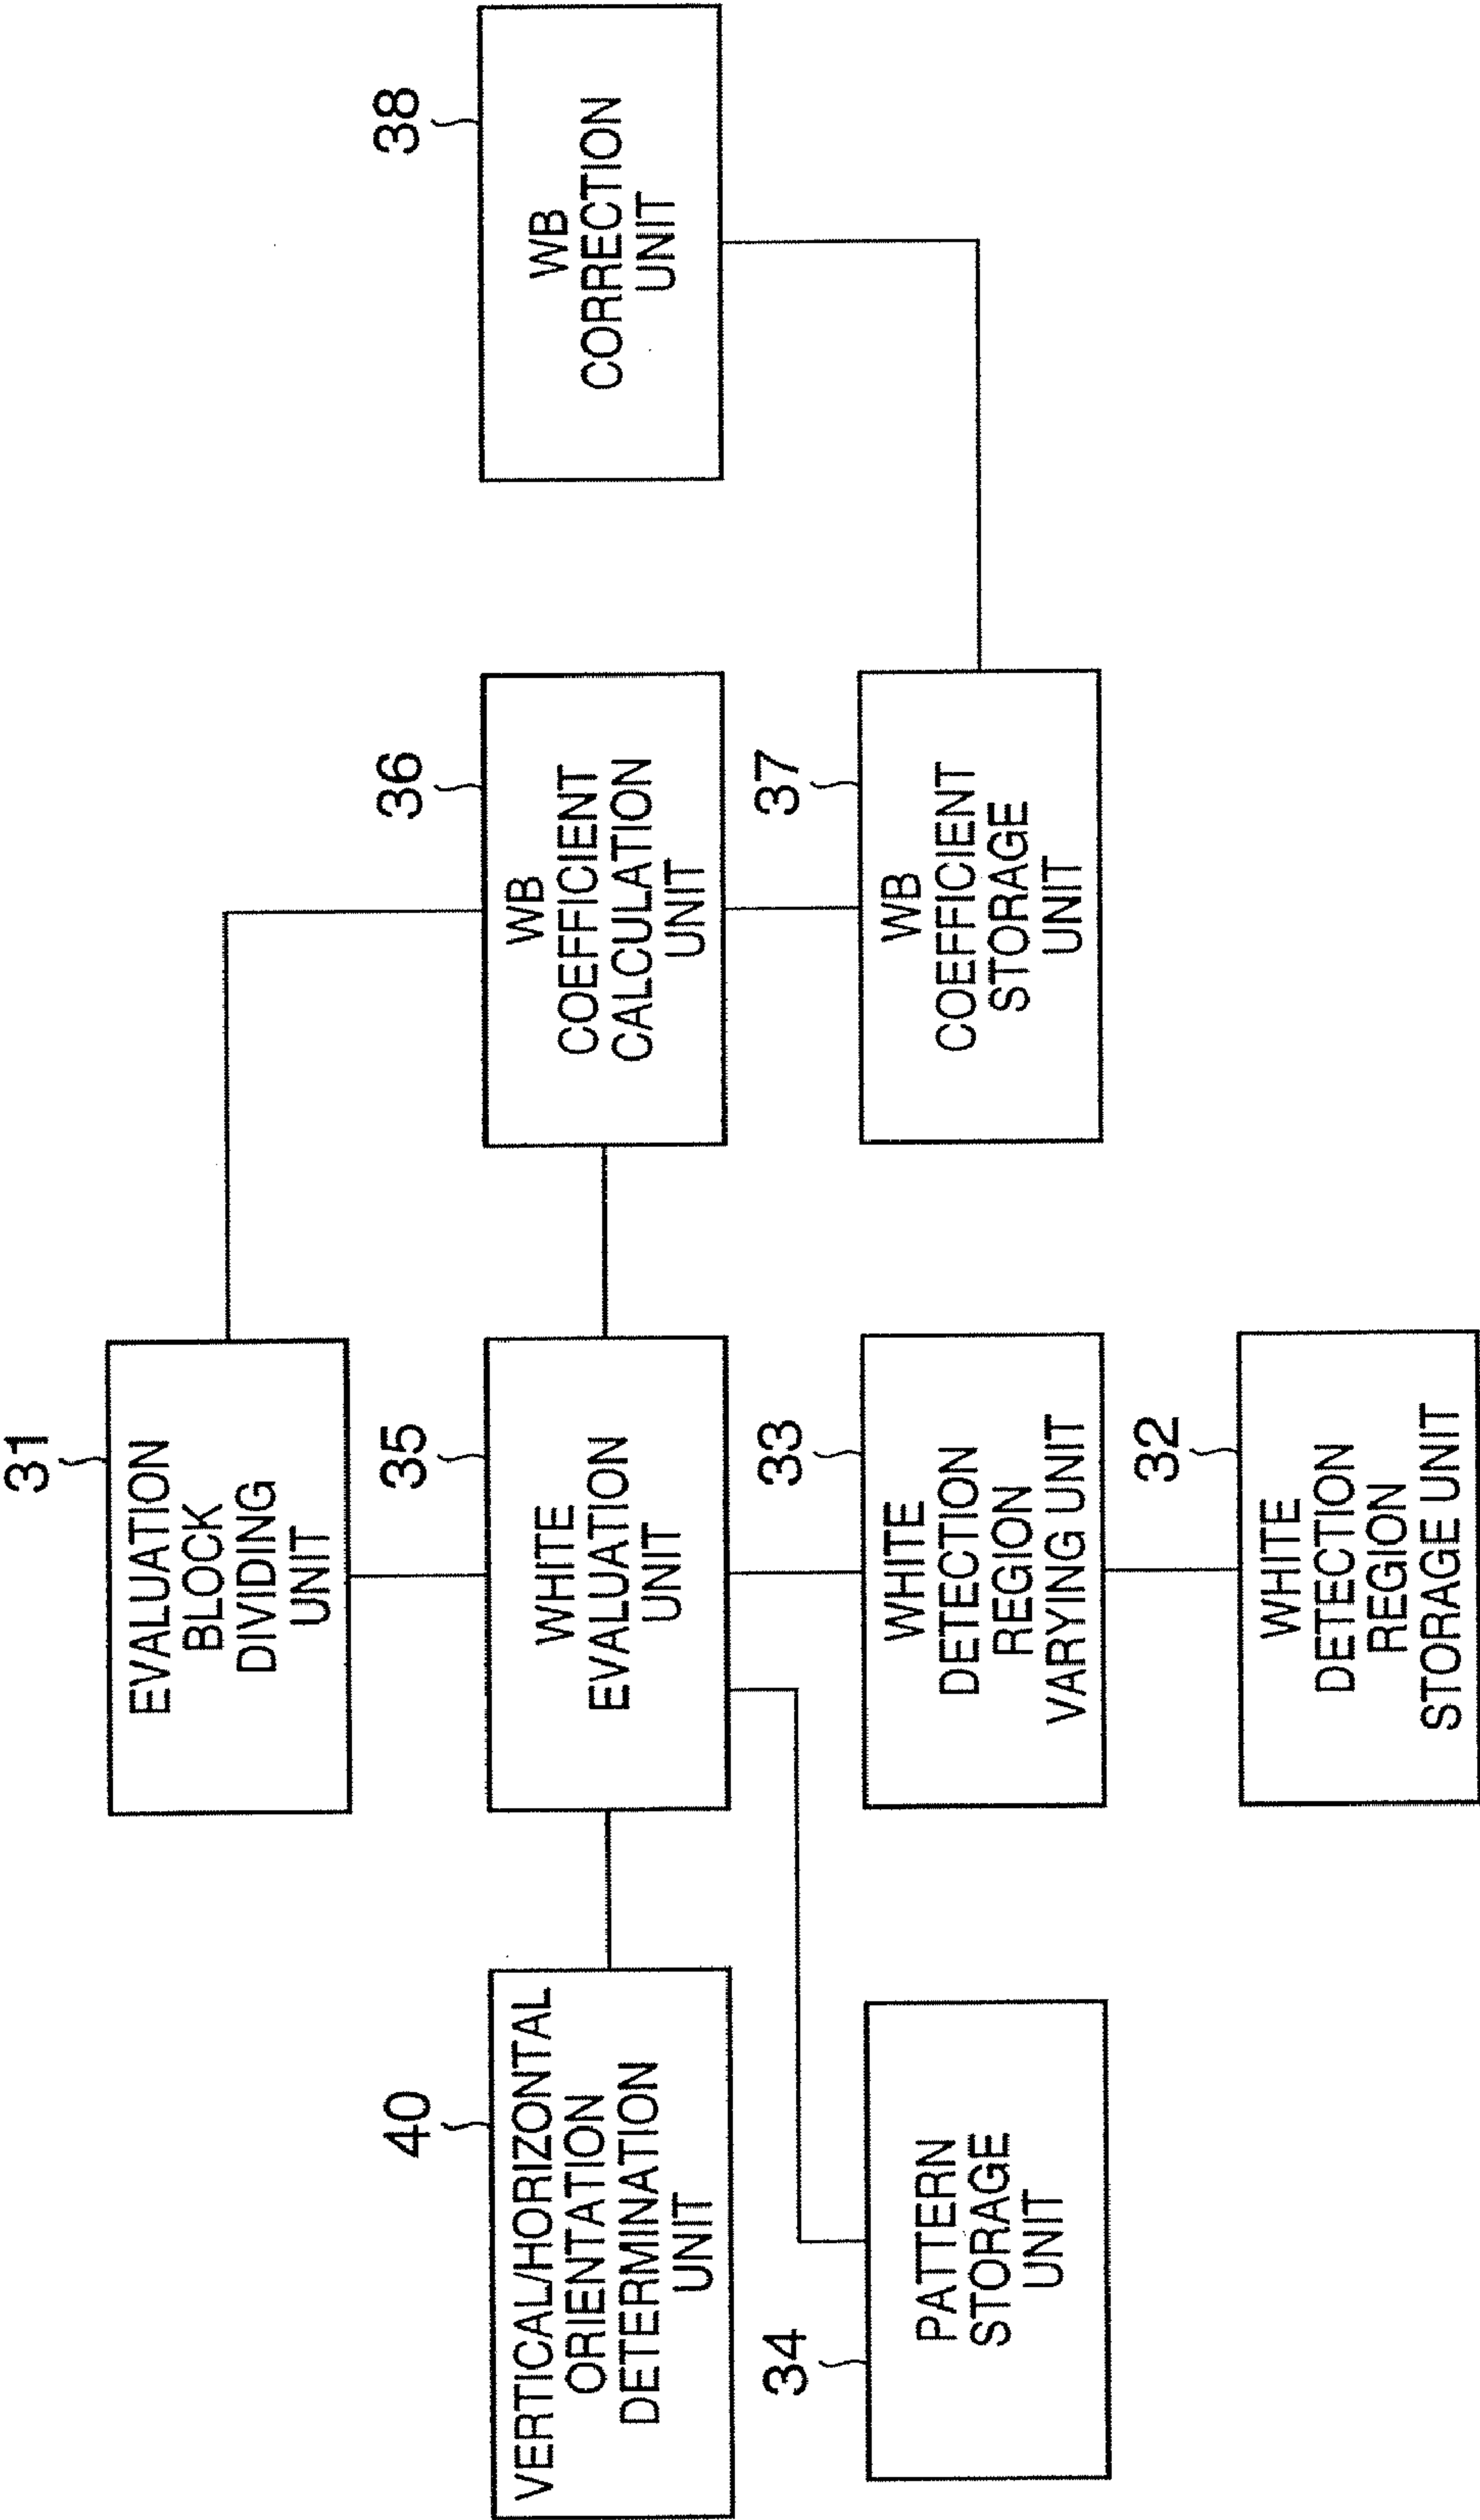 31
EVALUATION
BLOCK
DIVIDING
UNIT
40
VERTICAL/HORIZONTAL
ORIENTATION
DETERMINATION
UNIT
35
WHITE
EVALUATION
UNIT
36
WB
COEFFICIENT
CALCULATION
UNIT
38
WB
CORRECTION
UNIT
34
PATTERN
STORAGE
UNIT
33
WHITE
DETECTION
REGION
VARYING UNIT
37
WB
COEFFICIENT
STORAGE
UNIT
32
WHITE
DETECTION
REGION
STORAGE UNIT